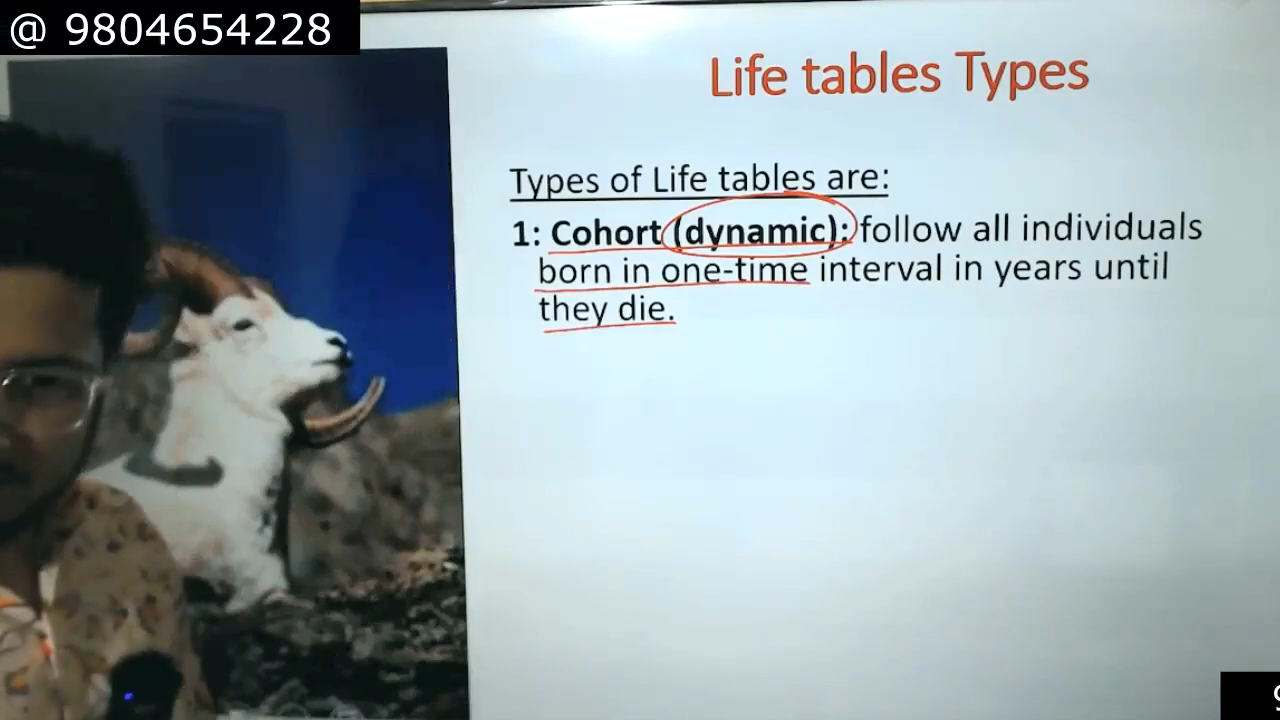 @ 9804654228
Life tables Types
Types of Life tables are:
1: Cohort (dynamic): follow all individuals
born in one-time interval in years until
they die.